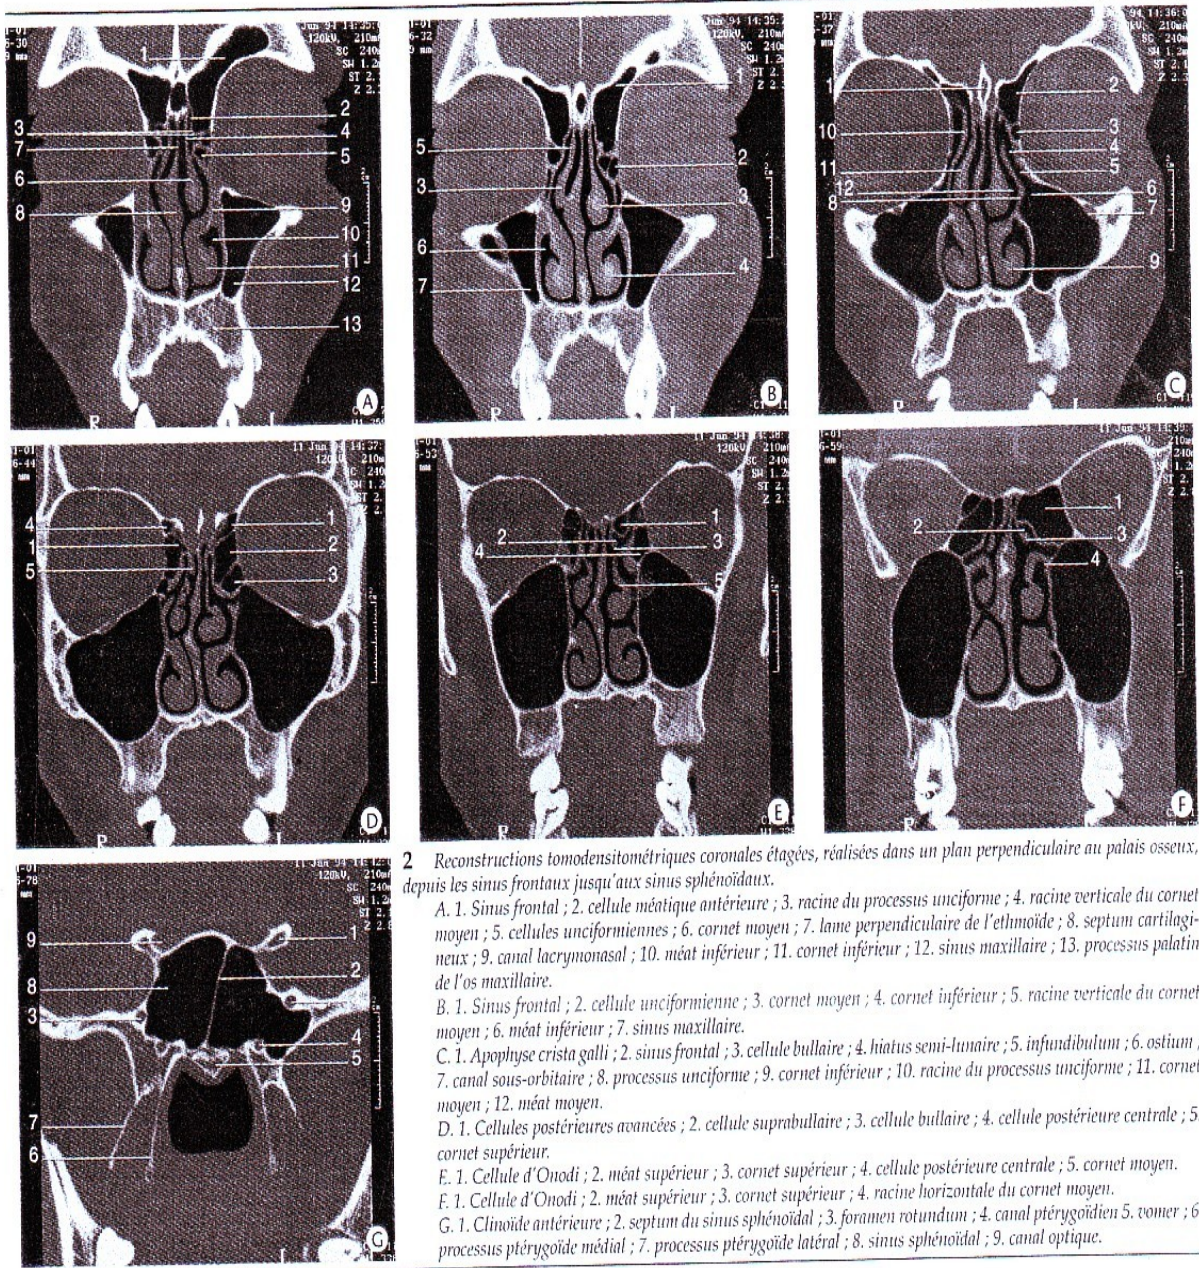 2 Reconstructions tomodensitométriques coronales étagées, réalisées dans un plan perpendiculaire au palais osseux,
depuis les sinus frontaux jusqu'aux sinus sphénoïdaux.
A. 1. Sinus frontal ; 2. cellule méatique antérieure ; 3. racine du processus unciforme ; 4. racine verticale du cornet
moyen ; 5. cellules unciformiennes ; 6. cornet moyen ; 7. lame perpendiculaire de l'ethmoïde ; 8. septum cartilagi-
neux ; 9. canal lacrymonasal ; 10. méat inférieur ; 11. cornet inférieur ; 12. sinus maxillaire ; 13. processus palatin
de l'os maxillaire.
B. 1. Sinus frontal ; 2. cellule unciformienne ; 3. cornet moyen ; 4. cornet inférieur ; 5. racine verticale du cornet
moyen ; 6. méat inférieur ; 7. sinus maxillaire.
C. 1. Apophyse crista galli ; 2. sinus frontal ; 3. cellule bullaire ; 4. hiatus semi-lunaire ; 5. infundibulum ; 6. ostium ;
7. canal sous-orbitaire ; 8. processus unciforme ; 9. cornet inférieur ; 10. racine du processus unciforme ; 11. cornet
moyen ; 12. méat moyen.
D. 1. Cellules postérieures avancées ; 2. cellule suprabullaire ; 3. cellule bullaire ; 4. cellule postérieure centrale ; 5.
cornet supérieur.
E. 1. Cellule d'Onodi ; 2. méat supérieur ; 3. cornet supérieur ; 4. cellule postérieure centrale ; 5. cornet moyen.
F. 1. Cellule d'Onodi ; 2. méat supérieur ; 3. cornet supérieur ; 4. racine horizontale du cornet moyen.
G. 1. Clinoïde antérieure ; 2. septum du sinus sphénoïdal ; 3. foramen rotundum ; 4. canal ptérygoïdien 5. vomer ; 6.
processus ptérygoïde médial ; 7. processus ptérygoïde latéral ; 8. sinus sphénoïdal ; 9. canal optique.